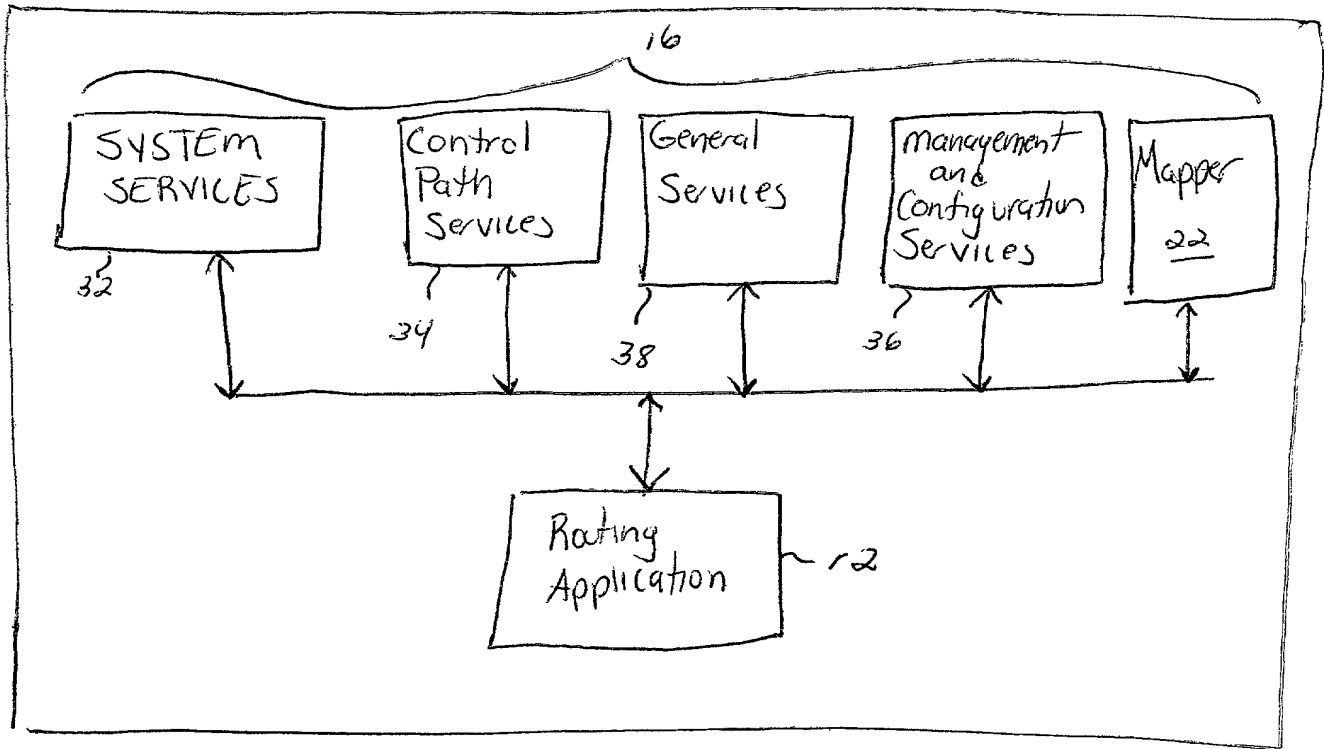 16
SYSTEM
SERVICES
Control
Path
Services
General
Services
management
and
Configuration
Services
Mapper
22
32
34
38
36
Routing
Application
12